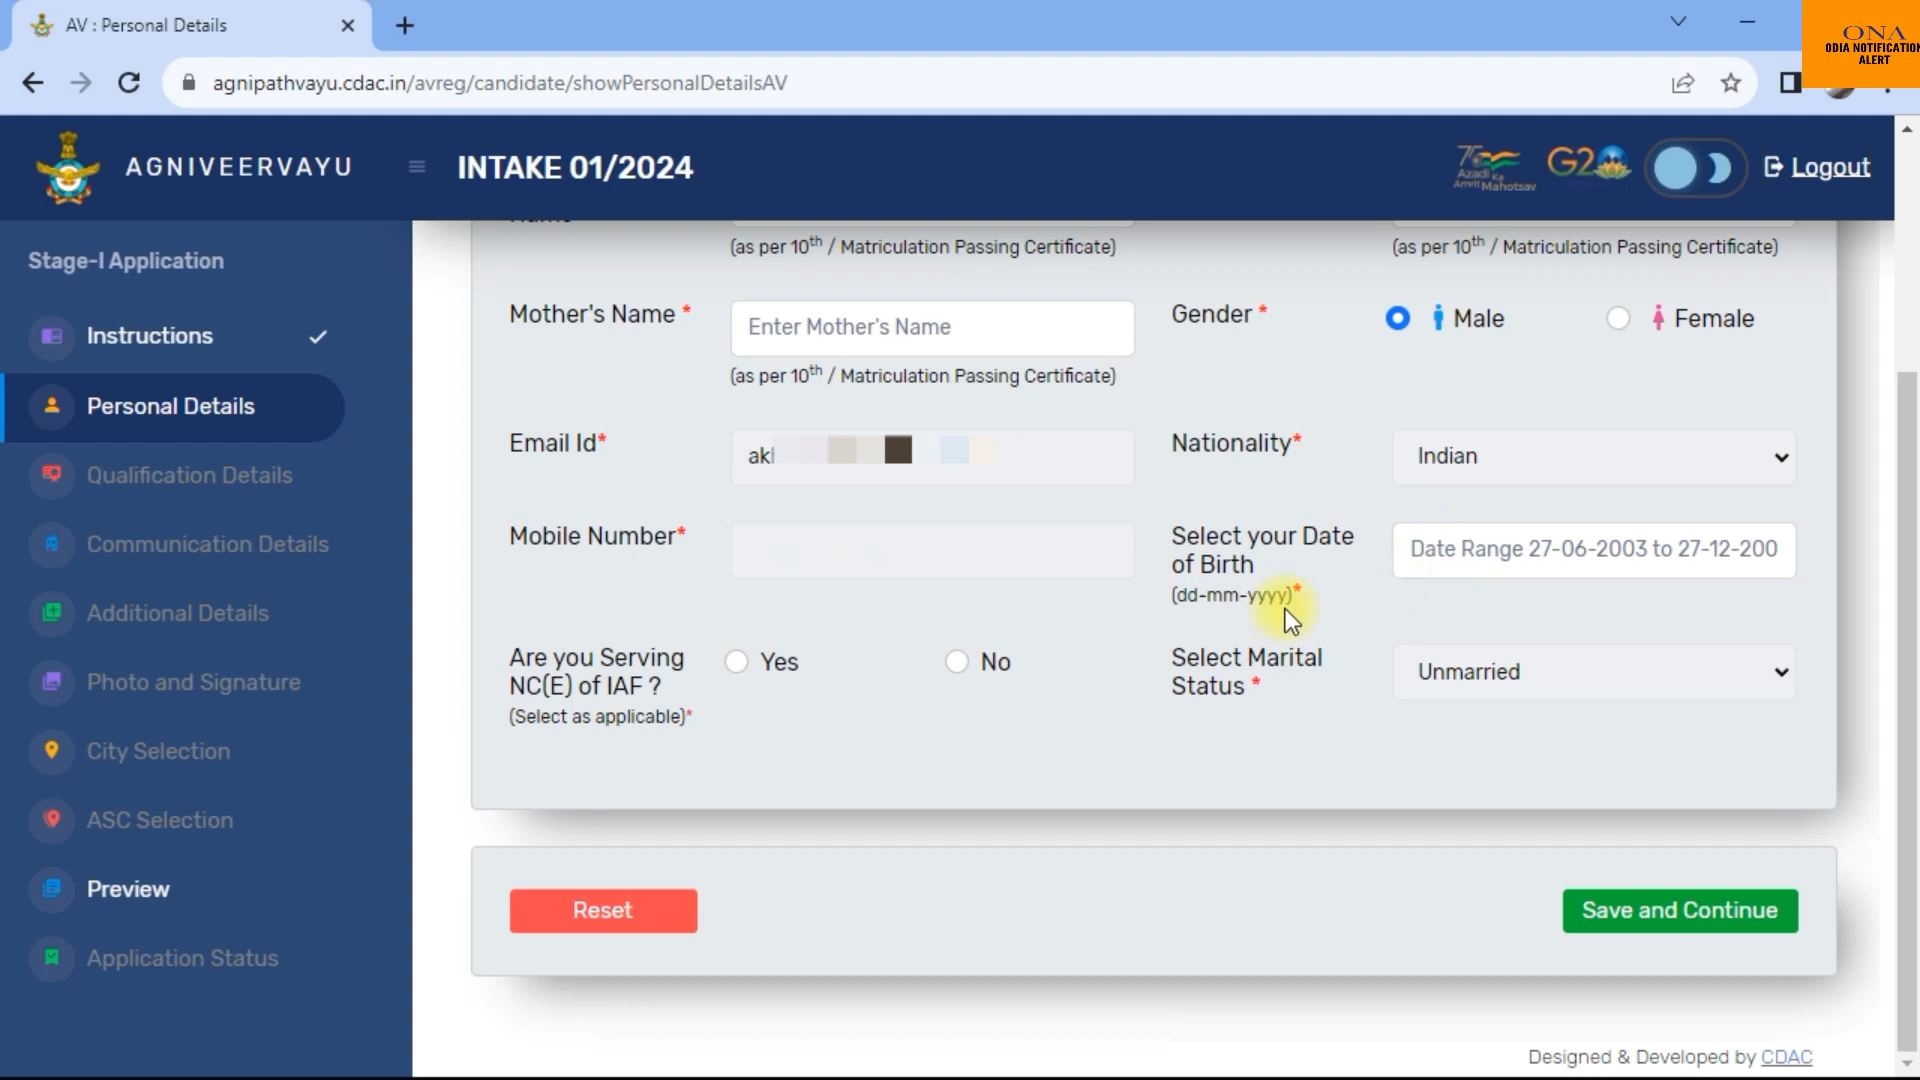 AV : Personal Details
ONA
ODIA NOTIFICATION
ALERT
agnipathvayu.cdac.in/avreg/candidate/showPersonalDetailsAV
AGNIVEERVAYU
INTAKE 01/2024
75
Azadi Ka
Amrit Mahotsav
G20
Logout
Stage-I Application
Instructions
Personal Details
Qualification Details
Communication Details
Additional Details
Photo and Signature
City Selection
ASC Selection
Preview
Application Status
(as per 10th / Matriculation Passing Certificate)
(as per 10th / Matriculation Passing Certificate)
Mother's Name *
Enter Mother's Name
(as per 10th / Matriculation Passing Certificate)
Gender *
Male
Female
Email Id*
Nationality*
Indian
Mobile Number*
Select your Date
of Birth
(dd-mm-yyyy)*
Date Range 27-06-2003 to 27-12-200
Are you Serving
NC(E) of IAF ?
(Select as applicable)*
Yes
No
Select Marital
Status *
Unmarried
Reset
Save and Continue
Designed & Developed by CDAC